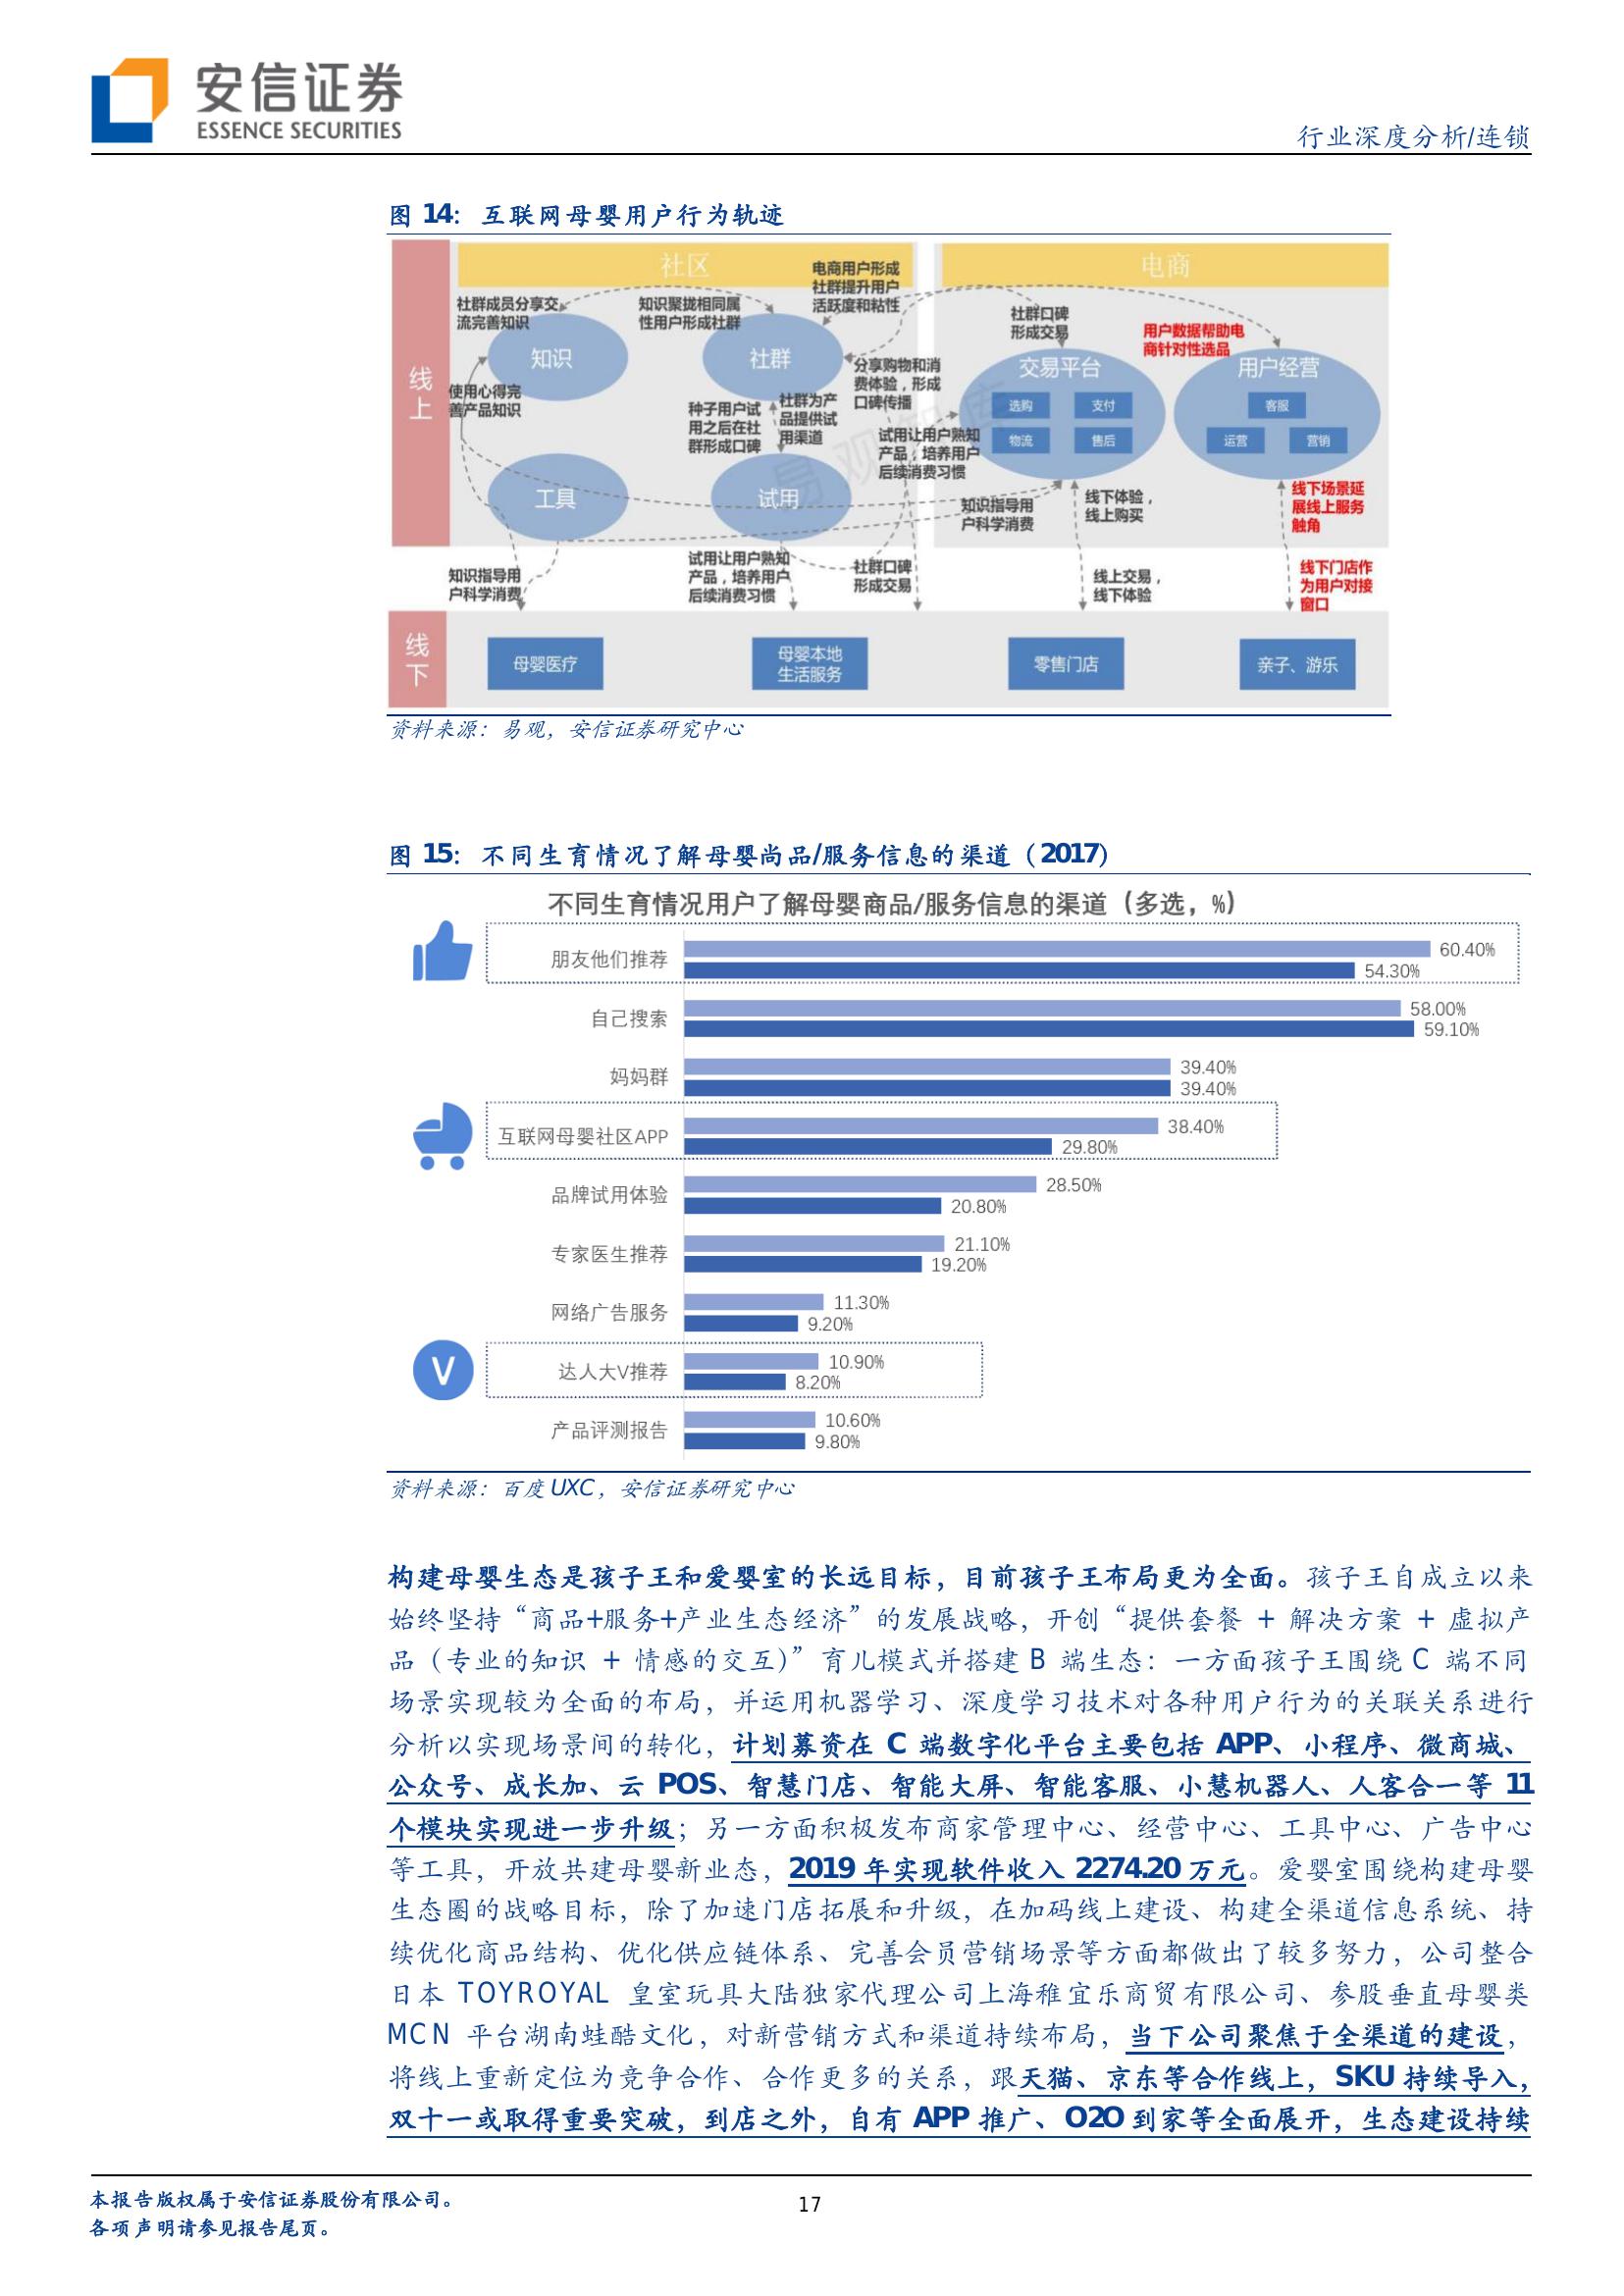 安信证券
ESSENCE SECURITIES
行业深度分析/连锁
图 14： 互联网母婴用户行为轨迹
社区
电商
线上
社群成员分享交
流完善知识
知识聚拢相同属
性用户形成社群
电商用户形成
社群提升用户
活跃度和粘性
社群口碑
形成交易
用户数据帮助电
商针对性选品
知识
社群
交易平台
选购
支付
物流
售后
用户经营
客服
运营
营销
使用心得完
善产品知识
分享购物和消
费体验，形成
口碑传播
种子用户试
用之后在社
群形成口碑
社群为产
品提供试
用渠道
试用让用户熟知
产品，培养用户
后续消费习惯
易观智库
工具
试用
知识指导用
户科学消费
线下体验，
线上购买
线下场景延
展线上服务
触角
知识指导用
户科学消费
试用让用户熟知
产品，培养用户
后续消费习惯
社群口碑
形成交易
线上交易，
线下体验
线下门店作
为用户对接
窗口
线下
母婴医疗
母婴本地
生活服务
零售门店
亲子、游乐
资料来源：易观，安信证券研究中心
图 15： 不同生育情况了解母婴尚品/服务信息的渠道（2017）
不同生育情况用户了解母婴商品/服务信息的渠道（多选，%）
朋友他们推荐
60.40%
54.30%
自己搜索
58.00%
59.10%
妈妈群
39.40%
39.40%
互联网母婴社区APP
38.40%
29.80%
品牌试用体验
28.50%
20.80%
专家医生推荐
21.10%
19.20%
网络广告服务
11.30%
9.20%
V
达人大V推荐
10.90%
8.20%
产品评测报告
10.60%
9.80%
资料来源：百度 UXC，安信证券研究中心
构建母婴生态是孩子王和爱婴室的长远目标，目前孩子王布局更为全面。孩子王自成立以来
始终坚持“商品+服务+产业生态经济”的发展战略，开创“提供套餐 + 解决方案 + 虚拟产
品（专业的知识 + 情感的交互）”育儿模式并搭建 B 端生态：一方面孩子王围绕 C 端不同
场景实现较为全面的布局，并运用机器学习、深度学习技术对各种用户行为的关联关系进行
分析以实现场景间的转化，计划募资在 C 端数字化平台主要包括 APP、小程序、微商城、
公众号、成长加、云 POS、智慧门店、智能大屏、智能客服、小慧机器人、人客合一等 11
个模块实现进一步升级；另一方面积极发布商家管理中心、经营中心、工具中心、广告中心
等工具，开放共建母婴新业态，2019 年实现软件收入 2274.20 万元。爱婴室围绕构建母婴
生态圈的战略目标，除了加速门店拓展和升级，在加码线上建设、构建全渠道信息系统、持
续优化商品结构、优化供应链体系、完善会员营销场景等方面都做出了较多努力，公司整合
日本 TOYROYAL 皇室玩具大陆独家代理公司上海稚宜乐商贸有限公司、参股垂直母婴类
MCN 平台湖南蛙酷文化，对新营销方式和渠道持续布局，当下公司聚焦于全渠道的建设，
将线上重新定位为竞争合作、合作更多的关系，跟天猫、京东等合作线上，SKU 持续导入，
双十一或取得重要突破，到店之外，自有 APP 推广、O2O 到家等全面展开，生态建设持续
本报告版权属于安信证券股份有限公司。
17
各项声明请参见报告尾页。